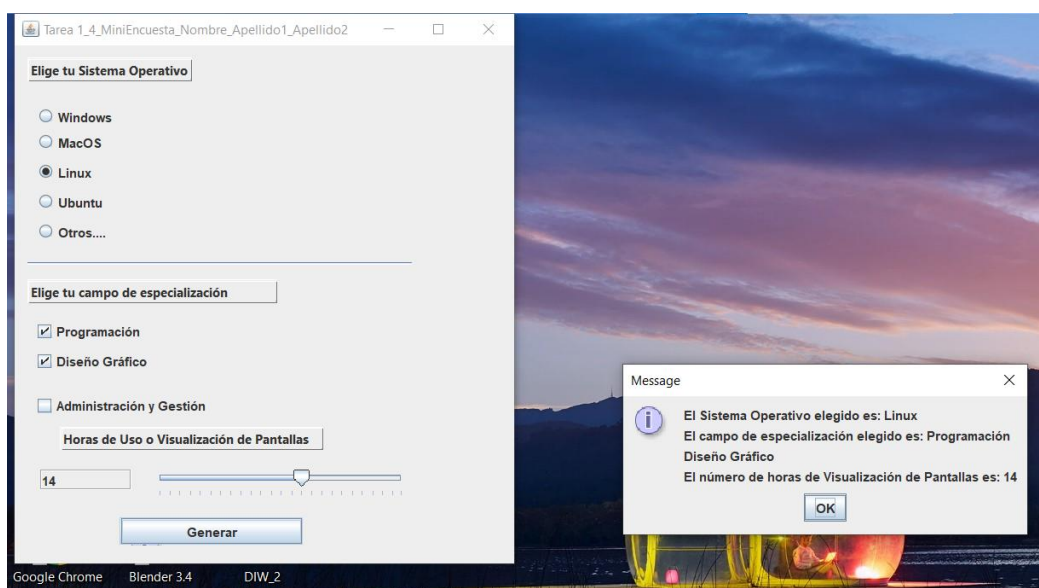 Tarea 1_4_MiniEncuesta_Nombre_Apellido1_Apellido2
Elige tu Sistema Operativo
Windows
MacOS
Linux
Ubuntu
Otros....
Elige tu campo de especialización
Programación
Diseño Gráfico
Administración y Gestión
Horas de Uso o Visualización de Pantallas
14
Generar
Message
El Sistema Operativo elegido es: Linux
El campo de especialización elegido es: Programación
Diseño Gráfico
El número de horas de Visualización de Pantallas es: 14
OK
Google Chrome
Blender 3.4
DIW_2